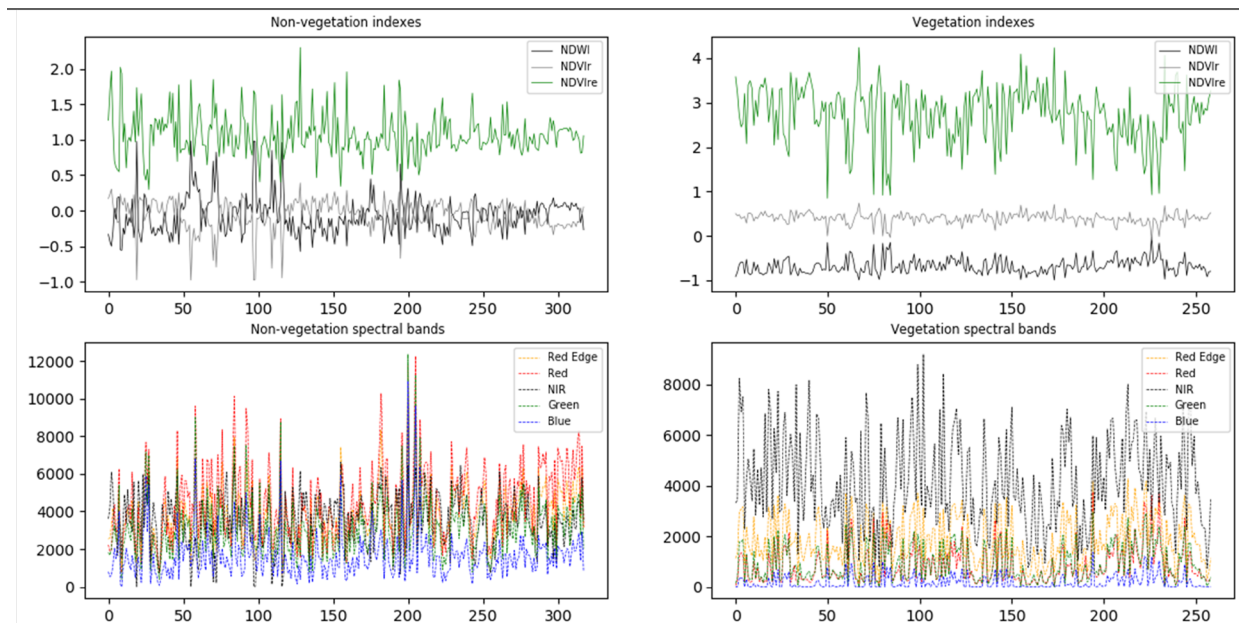 Non-vegetation indexes
2.0
1.5
1.0
0.5
0.0
−0.5
−1.0
0 50 100 150 200 250 300
NDWI
NDVIr
NDVIre
Vegetation indexes
4
3
2
1
0
−1
0 50 100 150 200 250
NDWI
NDVIr
NDVIre
Non-vegetation spectral bands
12000
10000
8000
6000
4000
2000
0
0 50 100 150 200 250 300
Red Edge
Red
NIR
Green
Blue
Vegetation spectral bands
8000
6000
4000
2000
0
0 50 100 150 200 250
Red Edge
Red
NIR
Green
Blue